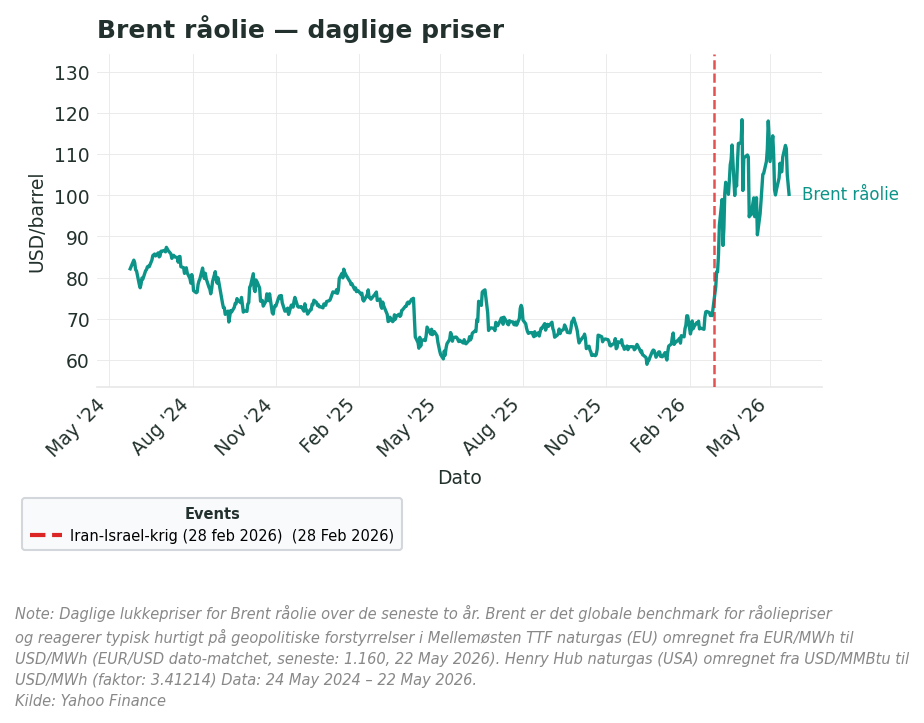 Brent råolie — daglige priser
130
120
110
100
90
80
70
60
USD/barrel
Brent råolie
May '24
Aug '24
Nov '24
Feb '25
May '25
Aug '25
Nov '25
Feb '26
May '26
Dato
Events
Iran-Israel-krig (28 feb 2026)  (28 Feb 2026)
Note: Daglige lukkepriser for Brent råolie over de seneste to år. Brent er det globale benchmark for råoliepriser
og reagerer typisk hurtigt på geopolitiske forstyrrelser i Mellemøsten TTF naturgas (EU) omregnet fra EUR/MWh til
USD/MWh (EUR/USD dato-matchet, seneste: 1.160, 22 May 2026). Henry Hub naturgas (USA) omregnet fra USD/MMBtu til
USD/MWh (faktor: 3.41214) Data: 24 May 2024 – 22 May 2026.
Kilde: Yahoo Finance